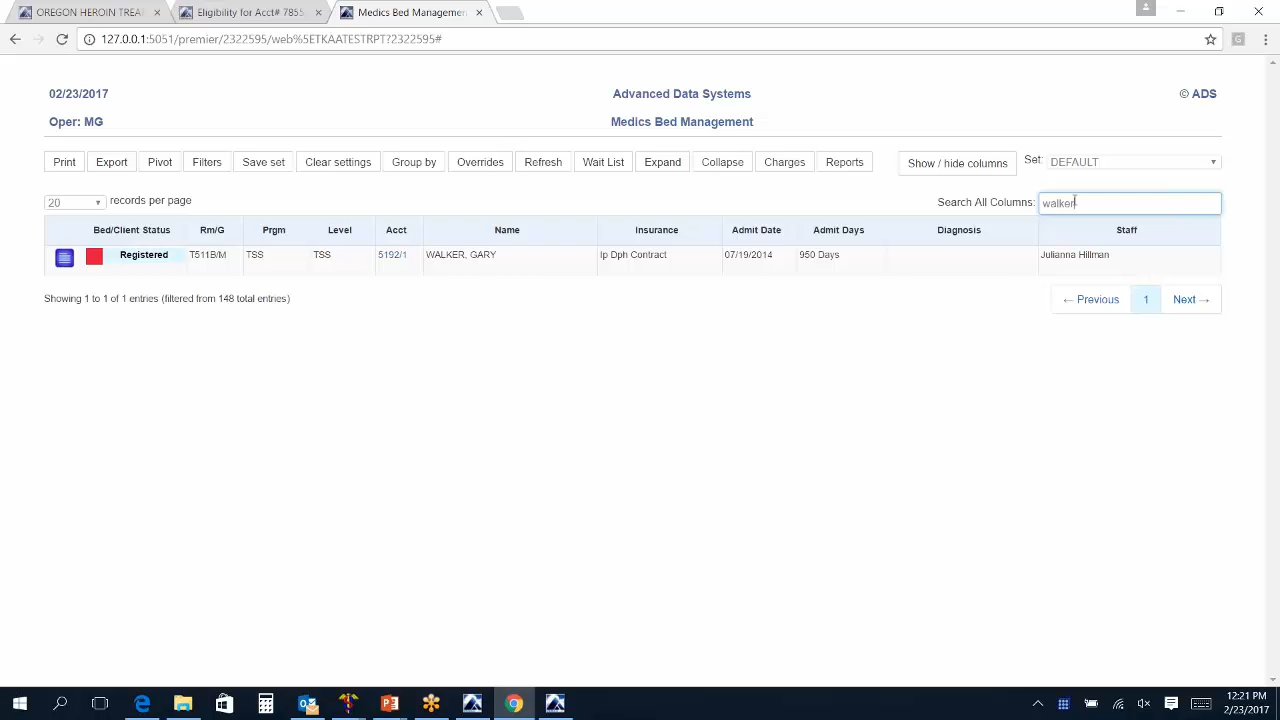 OREGON HEROIN TREA
Eligibility for Acct# 7855
Medics Bed Managemen
127.0.0.1:5051/premier/2322595/web%5ETKAATESTRPT?2322595#
02/23/2017
Advanced Data Systems
© ADS
Oper: MG
Medics Bed Management
Print Export Pivot Filters Save set Clear settings Group by Overrides Refresh Wait List Expand Collapse Charges Reports Show / hide columns Set: DEFAULT
20 records per page
Search All Columns: walker
Bed/Client Status Rm/G Prgm Level Acct Name Insurance Admit Date Admit Days Diagnosis Staff
Registered T511B/M TSS TSS 5192/1 WALKER, GARY Ip Dph Contract 07/19/2014 950 Days Julianna Hillman
Showing 1 to 1 of 1 entries (filtered from 148 total entries)
← Previous 1 Next →
12:21 PM
2/23/2017